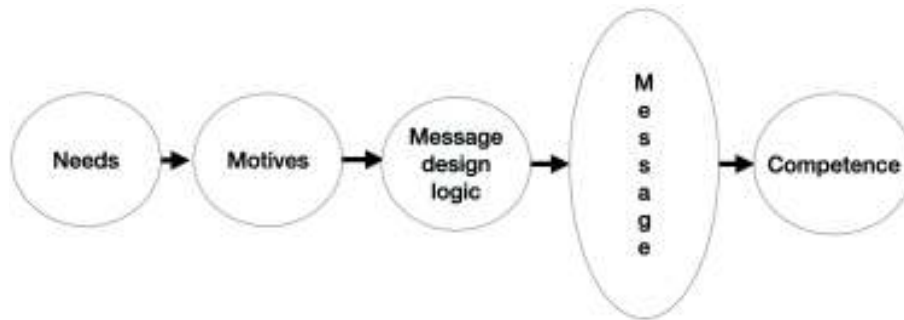 Needs
Motives
Message
design
logic
M
e
s
s
a
g
e
Competence